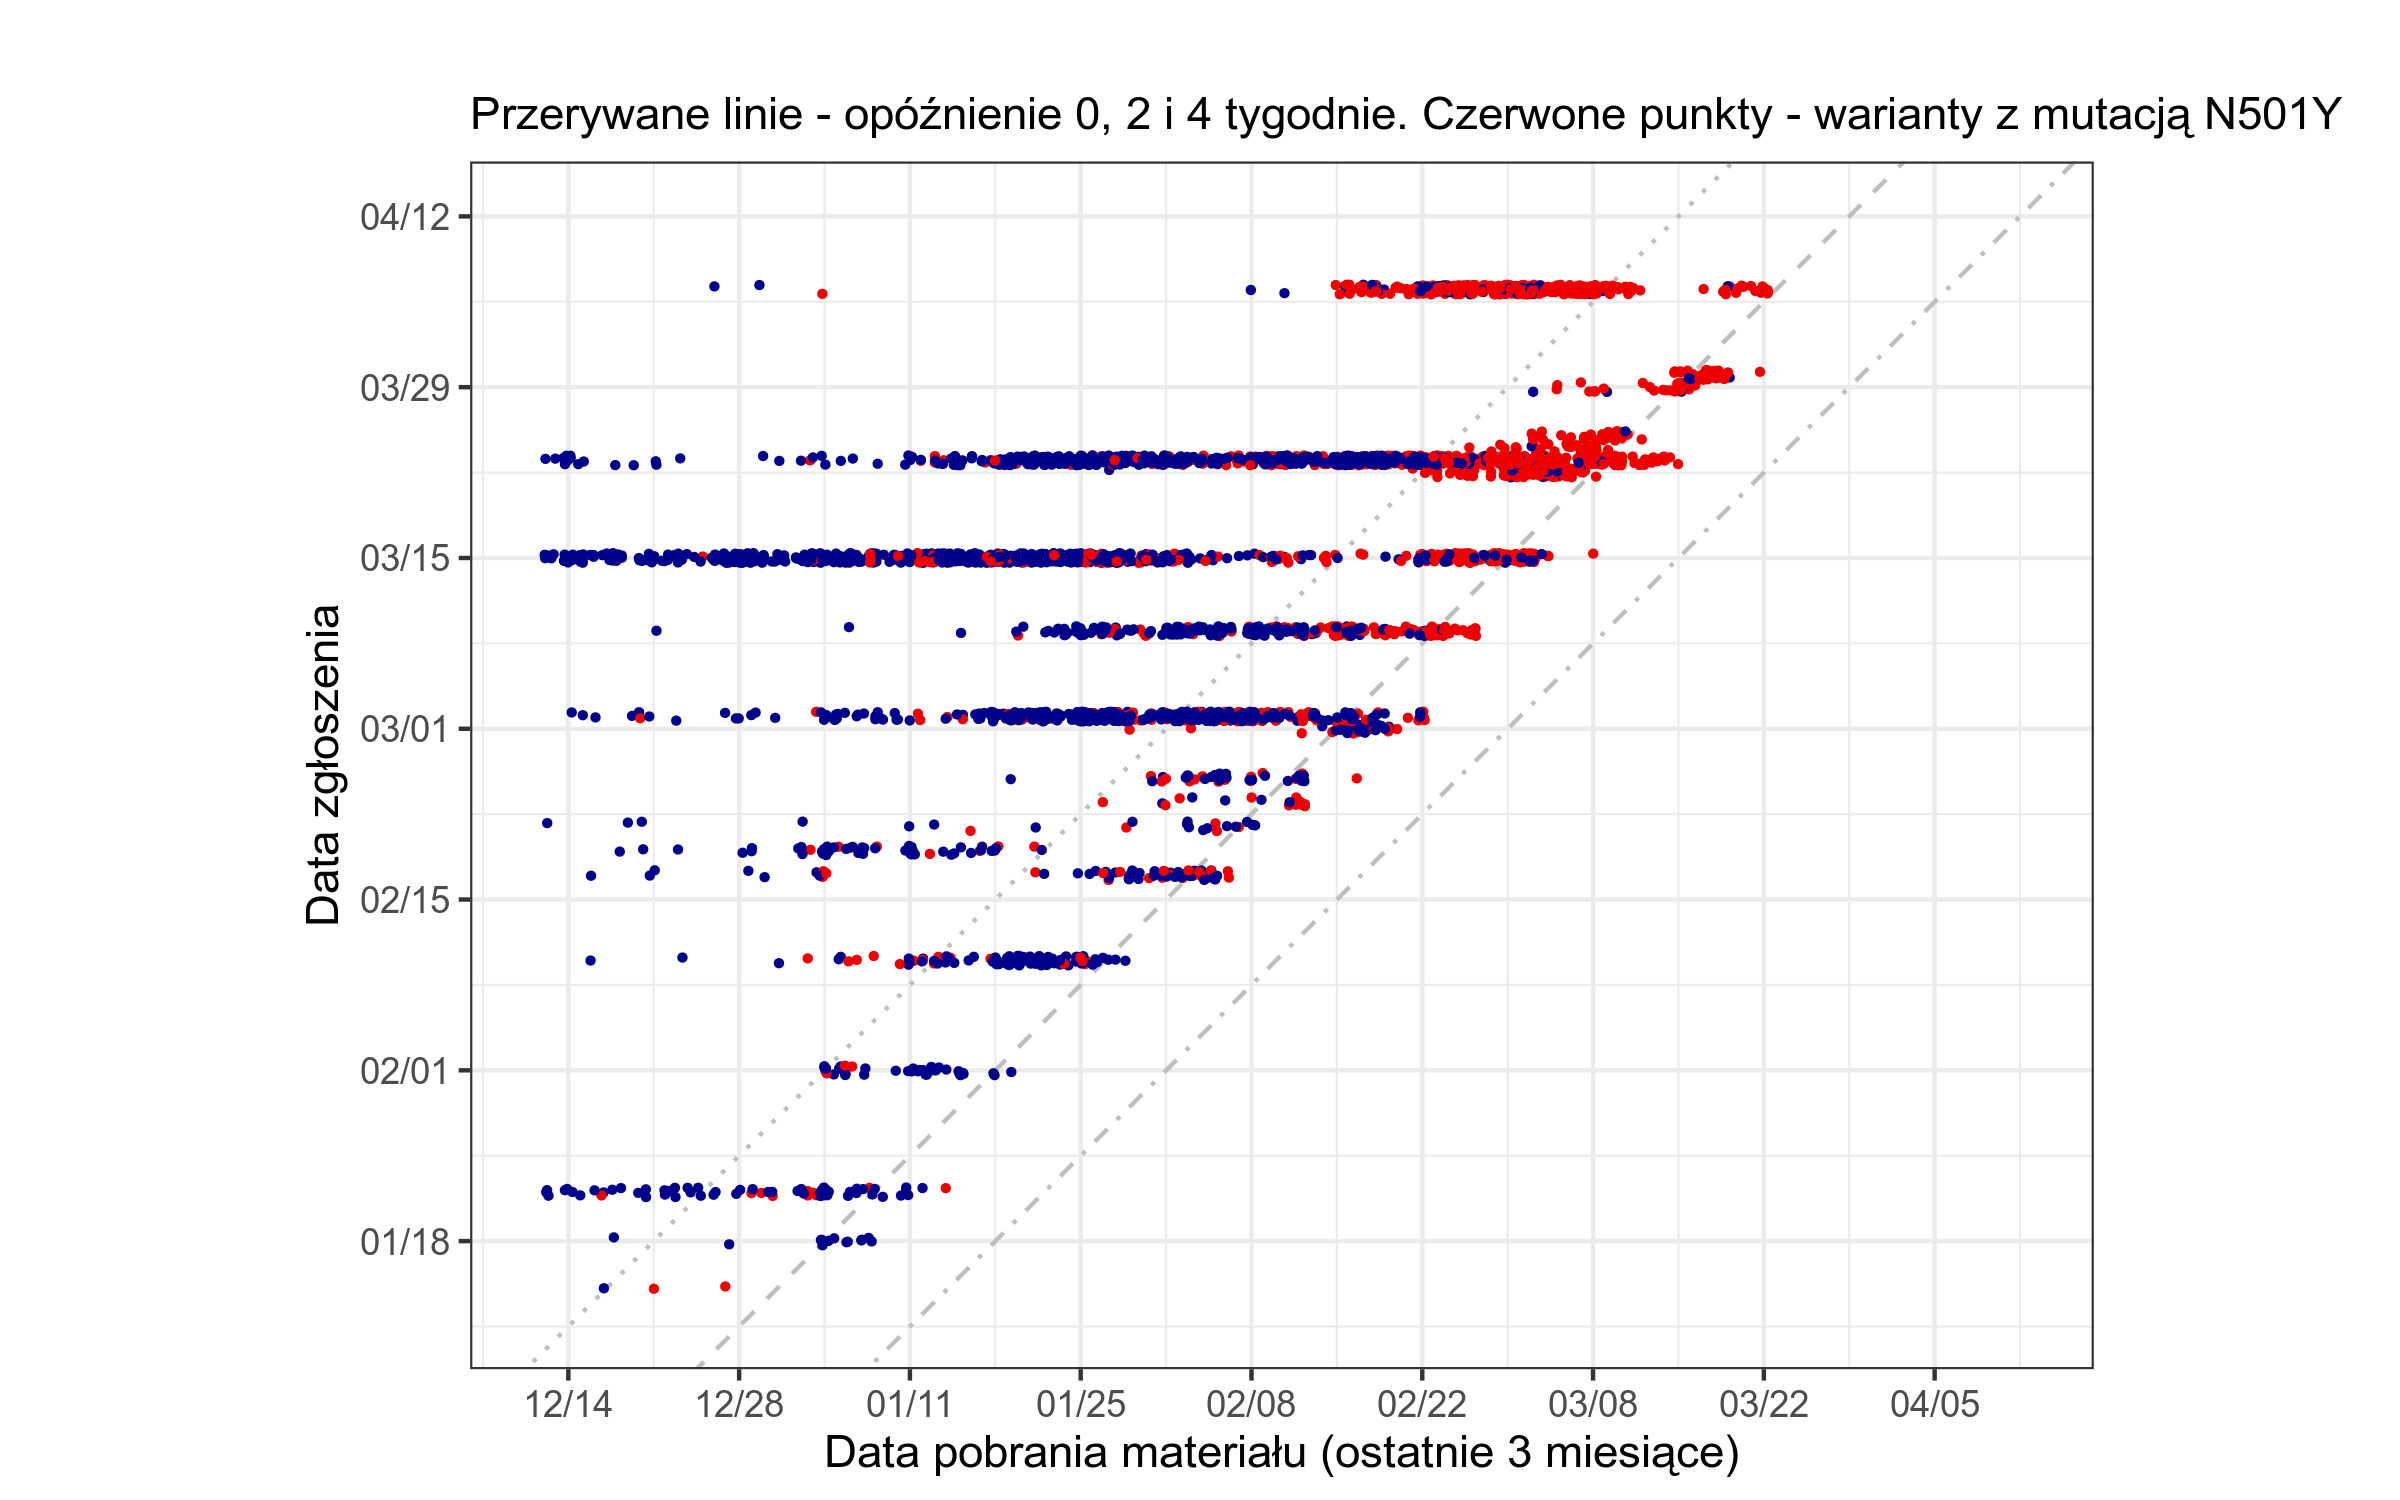 Przerywane linie - opóźnienie 0, 2 i 4 tygodnie. Czerwone punkty - warianty z mutacją N501Y
Data zgłoszenia
04/12
03/29
03/15
03/01
02/15
02/01
01/18
12/14 12/28 01/11 01/25 02/08 02/22 03/08 03/22 04/05
Data pobrania materiału (ostatnie 3 miesiące)